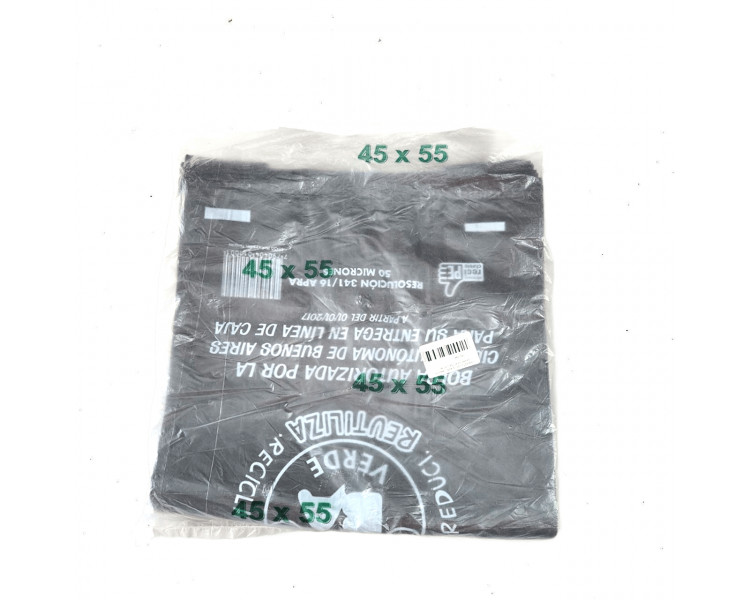 45 x 55
45 x 55
50 MICRONES
RESOLUCIÓN 341/16 APRA
A PARTIR DEL 01/01/2017
PARA SU ENTREGA EN LÍNEA DE CAJA
AUTÓNOMA DE BUENOS AIRES
AUTORIZADA POR LA
45 x 55
REDUCI. REUTILIZA. RECICL
VERDE
45 x 55